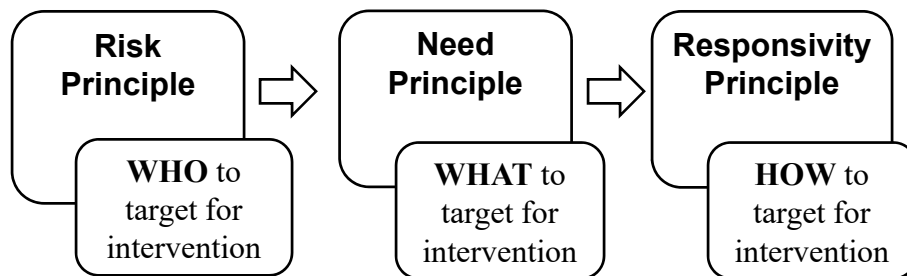 Risk
Principle
WHO to
target for
intervention
Need
Principle
WHAT to
target for
intervention
Responsivity
Principle
HOW to
target for
intervention